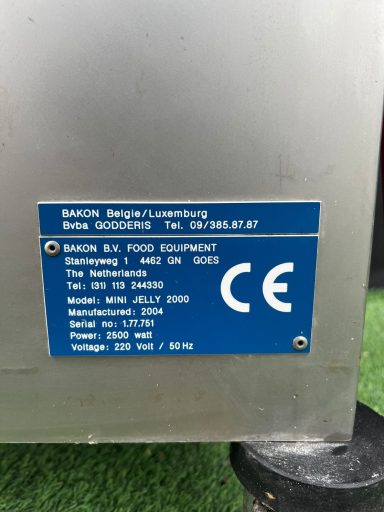 BAKON Belgie/Luxemburg
Bvba GODDERIS Tel. 09/385.87.87
BAKON B.V. FOOD EQUIPMENT
Stanleyweg 1 4462 GN GOES
The Netherlands
Tel: (31) 113 244330
Model: MINI JELLY 2000
Manufactured: 2004
Serial no: 1.77.751
Power: 2500 watt
Voltage: 220 Volt / 50 Hz
CE